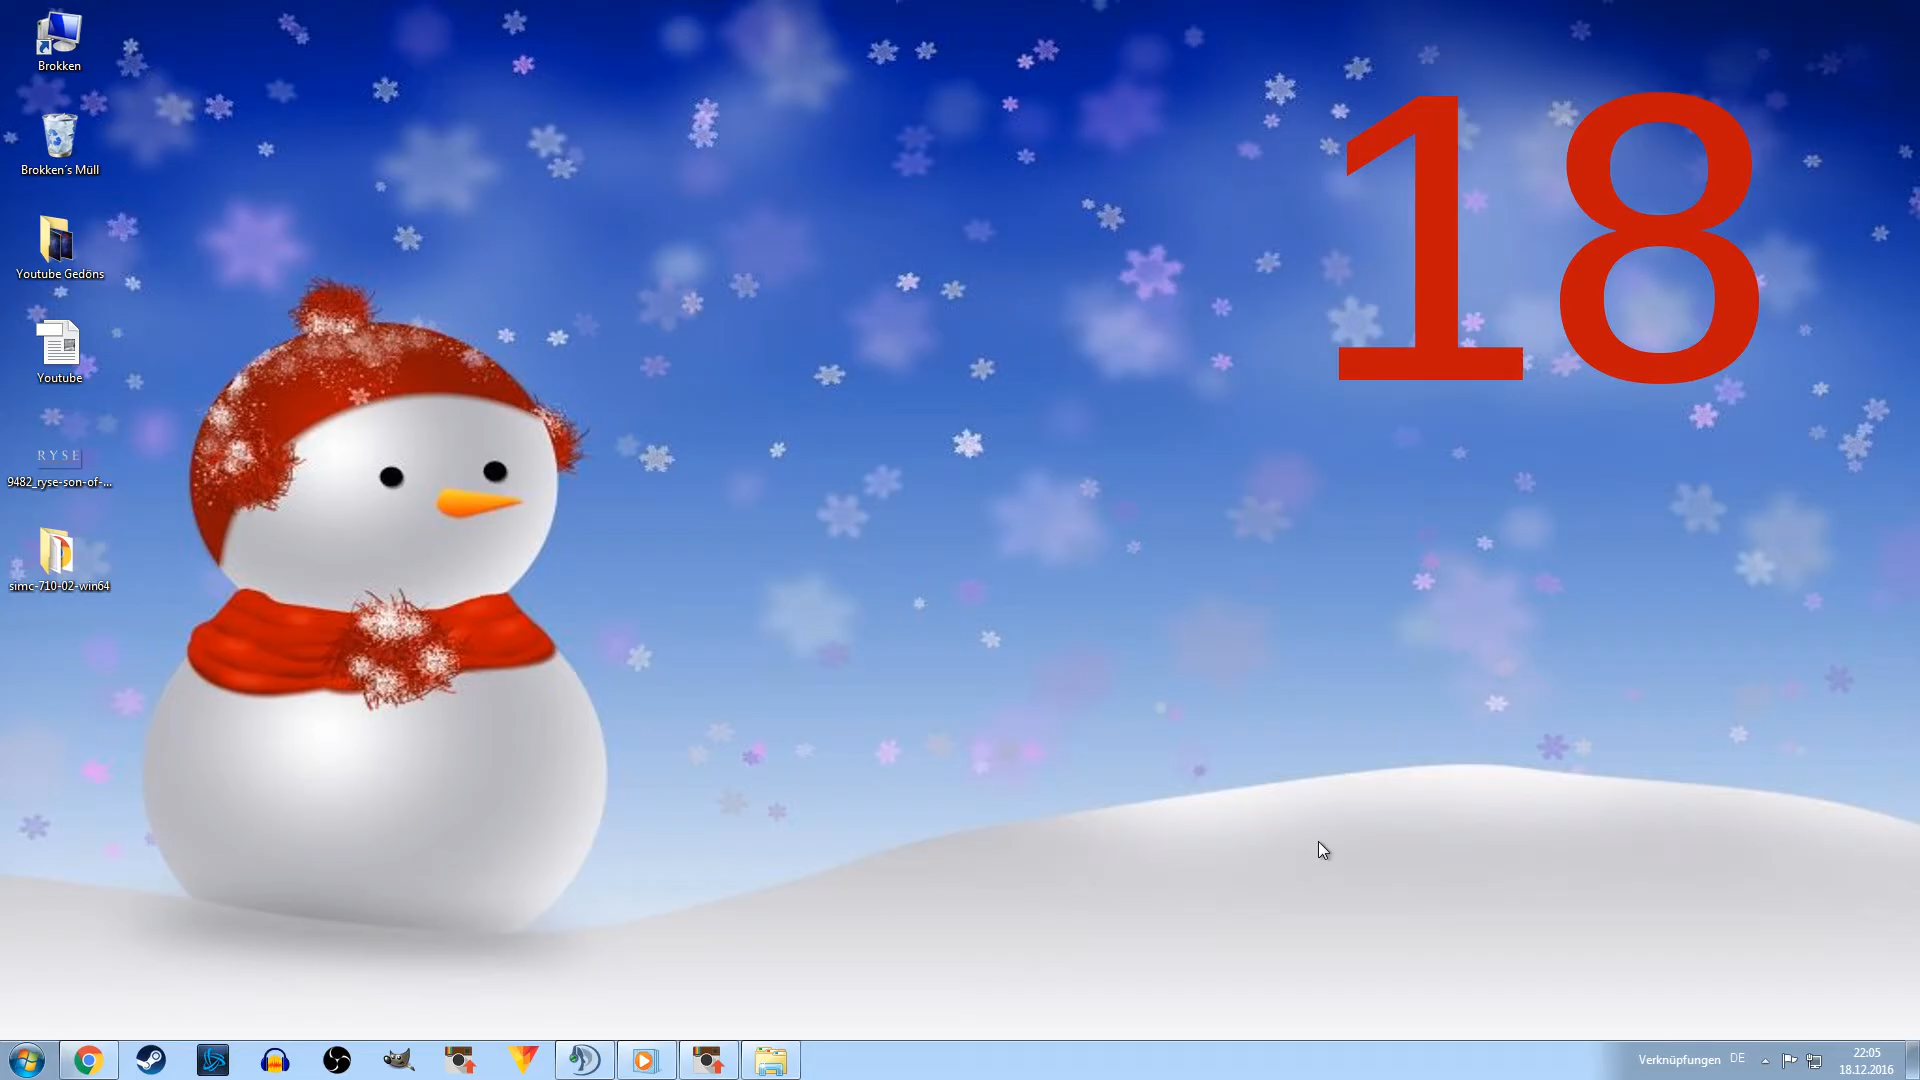 Brokken
Brokken´s Müll
Youtube Gedöns
Youtube
RYSE
9482_ryse-son-of-...
simc-710-02-win64
18
Verknüpfungen
DE
22:05
18.12.2016